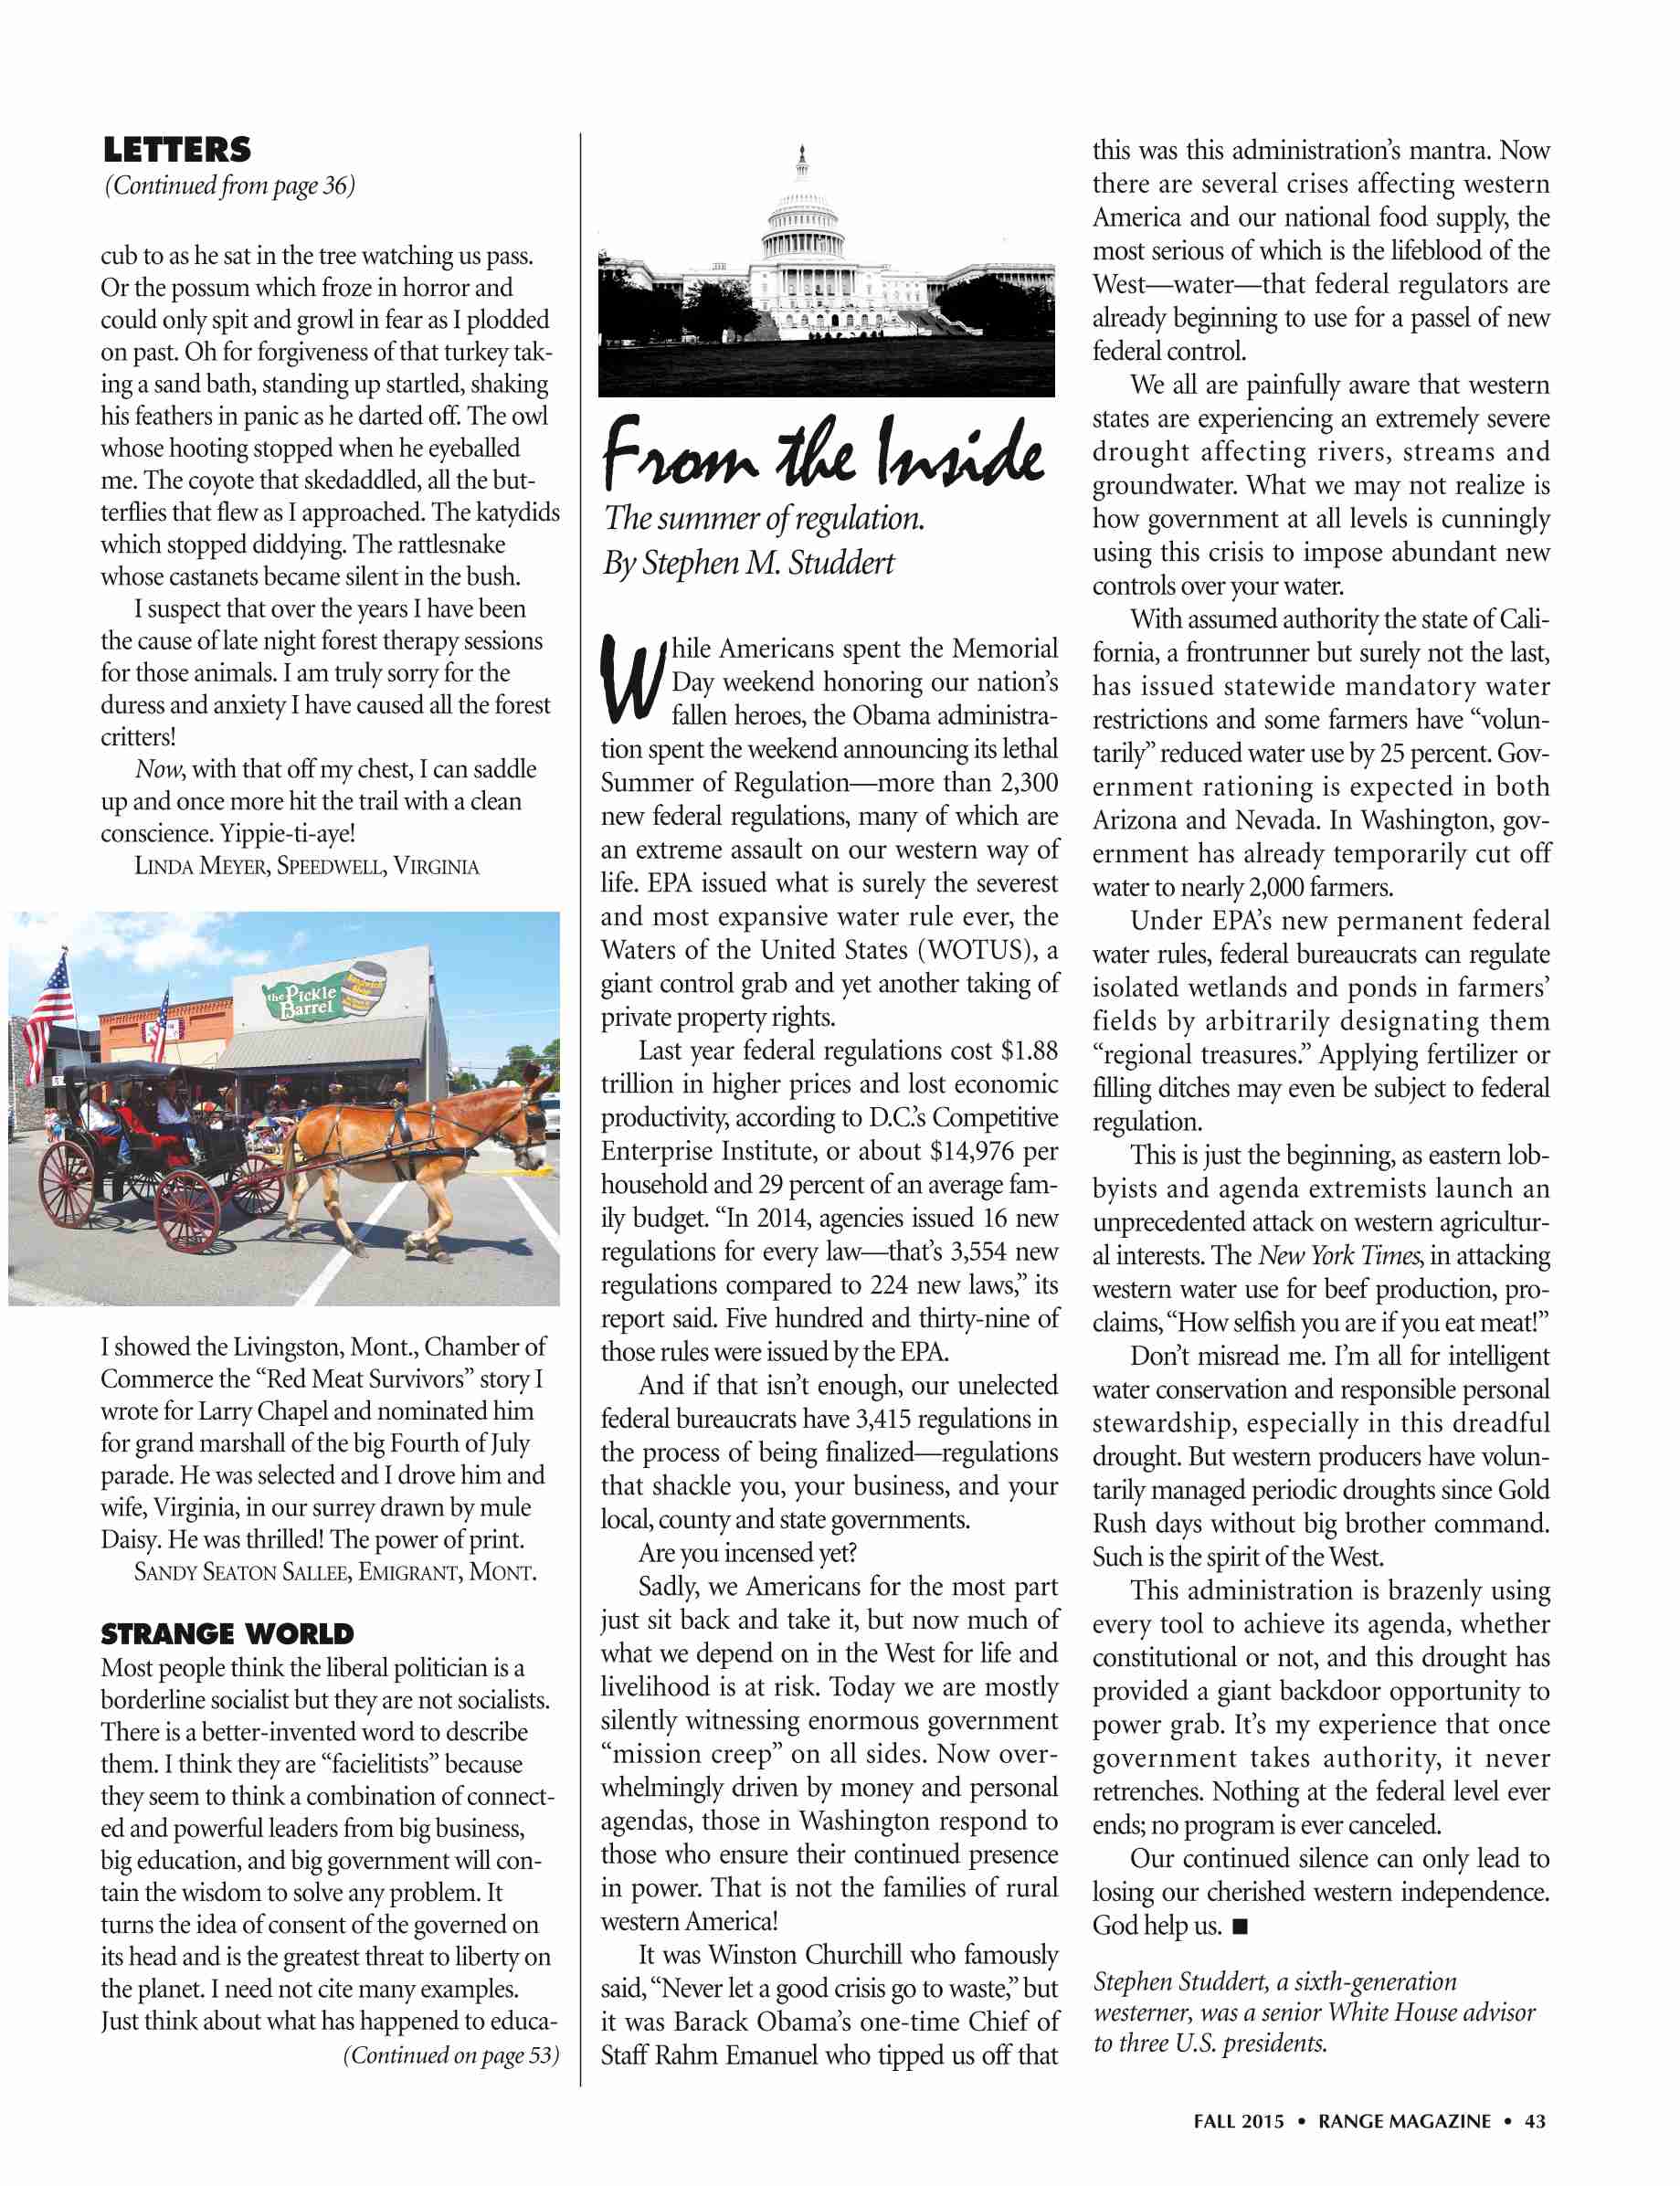 LETTERS
(Continued from page 36)
cub to as he sat in the tree watching us pass.
Or the possum which froze in horror and
could only spit and growl in fear as I plodded
on past. Oh for forgiveness of that turkey tak-
ing a sand bath, standing up startled, shaking
his feathers in panic as he darted off. The owl
whose hooting stopped when he eyeballed
me. The coyote that skedaddled, all the but-
terflies that flew as I approached. The katydids
which stopped diddying. The rattlesnake
whose castanets became silent in the bush.
I suspect that over the years I have been
the cause of late night forest therapy sessions
for those animals. I am truly sorry for the
duress and anxiety I have caused all the forest
critters!
Now, with that off my chest, I can saddle
up and once more hit the trail with a clean
conscience. Yippie-ti-aye!
LINDA MEYER, SPEEDWELL, VIRGINIA
the Pickle
Barrel
I showed the Livingston, Mont., Chamber of
Commerce the “Red Meat Survivors” story I
wrote for Larry Chapel and nominated him
for grand marshall of the big Fourth of July
parade. He was selected and I drove him and
wife, Virginia, in our surrey drawn by mule
Daisy. He was thrilled! The power of print.
SANDY SEATON SALLEE, EMIGRANT, MONT.
STRANGE WORLD
Most people think the liberal politician is a
borderline socialist but they are not socialists.
There is a better-invented word to describe
them. I think they are “facielitists” because
they seem to think a combination of connect-
ed and powerful leaders from big business,
big education, and big government will con-
tain the wisdom to solve any problem. It
turns the idea of consent of the governed on
its head and is the greatest threat to liberty on
the planet. I need not cite many examples.
Just think about what has happened to educa-
(Continued on page 53)
From the Inside
The summer of regulation.
By Stephen M. Studdert
While Americans spent the Memorial
Day weekend honoring our nation’s
fallen heroes, the Obama administra-
tion spent the weekend announcing its lethal
Summer of Regulation—more than 2,300
new federal regulations, many of which are
an extreme assault on our western way of
life. EPA issued what is surely the severest
and most expansive water rule ever, the
Waters of the United States (WOTUS), a
giant control grab and yet another taking of
private property rights.
Last year federal regulations cost $1.88
trillion in higher prices and lost economic
productivity, according to D.C.’s Competitive
Enterprise Institute, or about $14,976 per
household and 29 percent of an average fam-
ily budget. “In 2014, agencies issued 16 new
regulations for every law—that’s 3,554 new
regulations compared to 224 new laws,” its
report said. Five hundred and thirty-nine of
those rules were issued by the EPA.
And if that isn’t enough, our unelected
federal bureaucrats have 3,415 regulations in
the process of being finalized—regulations
that shackle you, your business, and your
local, county and state governments.
Are you incensed yet?
Sadly, we Americans for the most part
just sit back and take it, but now much of
what we depend on in the West for life and
livelihood is at risk. Today we are mostly
silently witnessing enormous government
“mission creep” on all sides. Now over-
whelmingly driven by money and personal
agendas, those in Washington respond to
those who ensure their continued presence
in power. That is not the families of rural
western America!
It was Winston Churchill who famously
said, “Never let a good crisis go to waste,” but
it was Barack Obama’s one-time Chief of
Staff Rahm Emanuel who tipped us off that
this was this administration’s mantra. Now
there are several crises affecting western
America and our national food supply, the
most serious of which is the lifeblood of the
West—water—that federal regulators are
already beginning to use for a passel of new
federal control.
We all are painfully aware that western
states are experiencing an extremely severe
drought affecting rivers, streams and
groundwater. What we may not realize is
how government at all levels is cunningly
using this crisis to impose abundant new
controls over your water.
With assumed authority the state of Cali-
fornia, a frontrunner but surely not the last,
has issued statewide mandatory water
restrictions and some farmers have “volun-
tarily” reduced water use by 25 percent. Gov-
ernment rationing is expected in both
Arizona and Nevada. In Washington, gov-
ernment has already temporarily cut off
water to nearly 2,000 farmers.
Under EPA’s new permanent federal
water rules, federal bureaucrats can regulate
isolated wetlands and ponds in farmers’
fields by arbitrarily designating them
“regional treasures.” Applying fertilizer or
filling ditches may even be subject to federal
regulation.
This is just the beginning, as eastern lob-
byists and agenda extremists launch an
unprecedented attack on western agricultur-
al interests. The New York Times, in attacking
western water use for beef production, pro-
claims, “How selfish you are if you eat meat!”
Don’t misread me. I’m all for intelligent
water conservation and responsible personal
stewardship, especially in this dreadful
drought. But western producers have volun-
tarily managed periodic droughts since Gold
Rush days without big brother command.
Such is the spirit of the West.
This administration is brazenly using
every tool to achieve its agenda, whether
constitutional or not, and this drought has
provided a giant backdoor opportunity to
power grab. It’s my experience that once
government takes authority, it never
retrenches. Nothing at the federal level ever
ends; no program is ever canceled.
Our continued silence can only lead to
losing our cherished western independence.
God help us. ■
Stephen Studdert, a sixth-generation
westerner, was a senior White House advisor
to three U.S. presidents.
FALL 2015 • RANGE MAGAZINE • 43